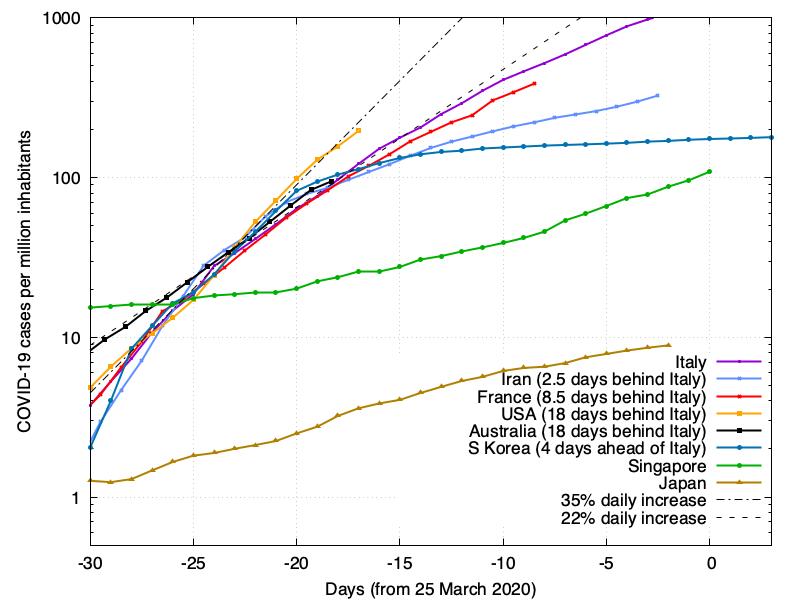 1000
100
10
1
COVID-19 cases per million inhabitants
Italy
Iran (2.5 days behind Italy)
France (8.5 days behind Italy)
USA (18 days behind Italy)
Australia (18 days behind Italy)
S Korea (4 days ahead of Italy)
Singapore
Japan
35% daily increase
22% daily increase
-30 -25 -20 -15 -10 -5 0
Days (from 25 March 2020)